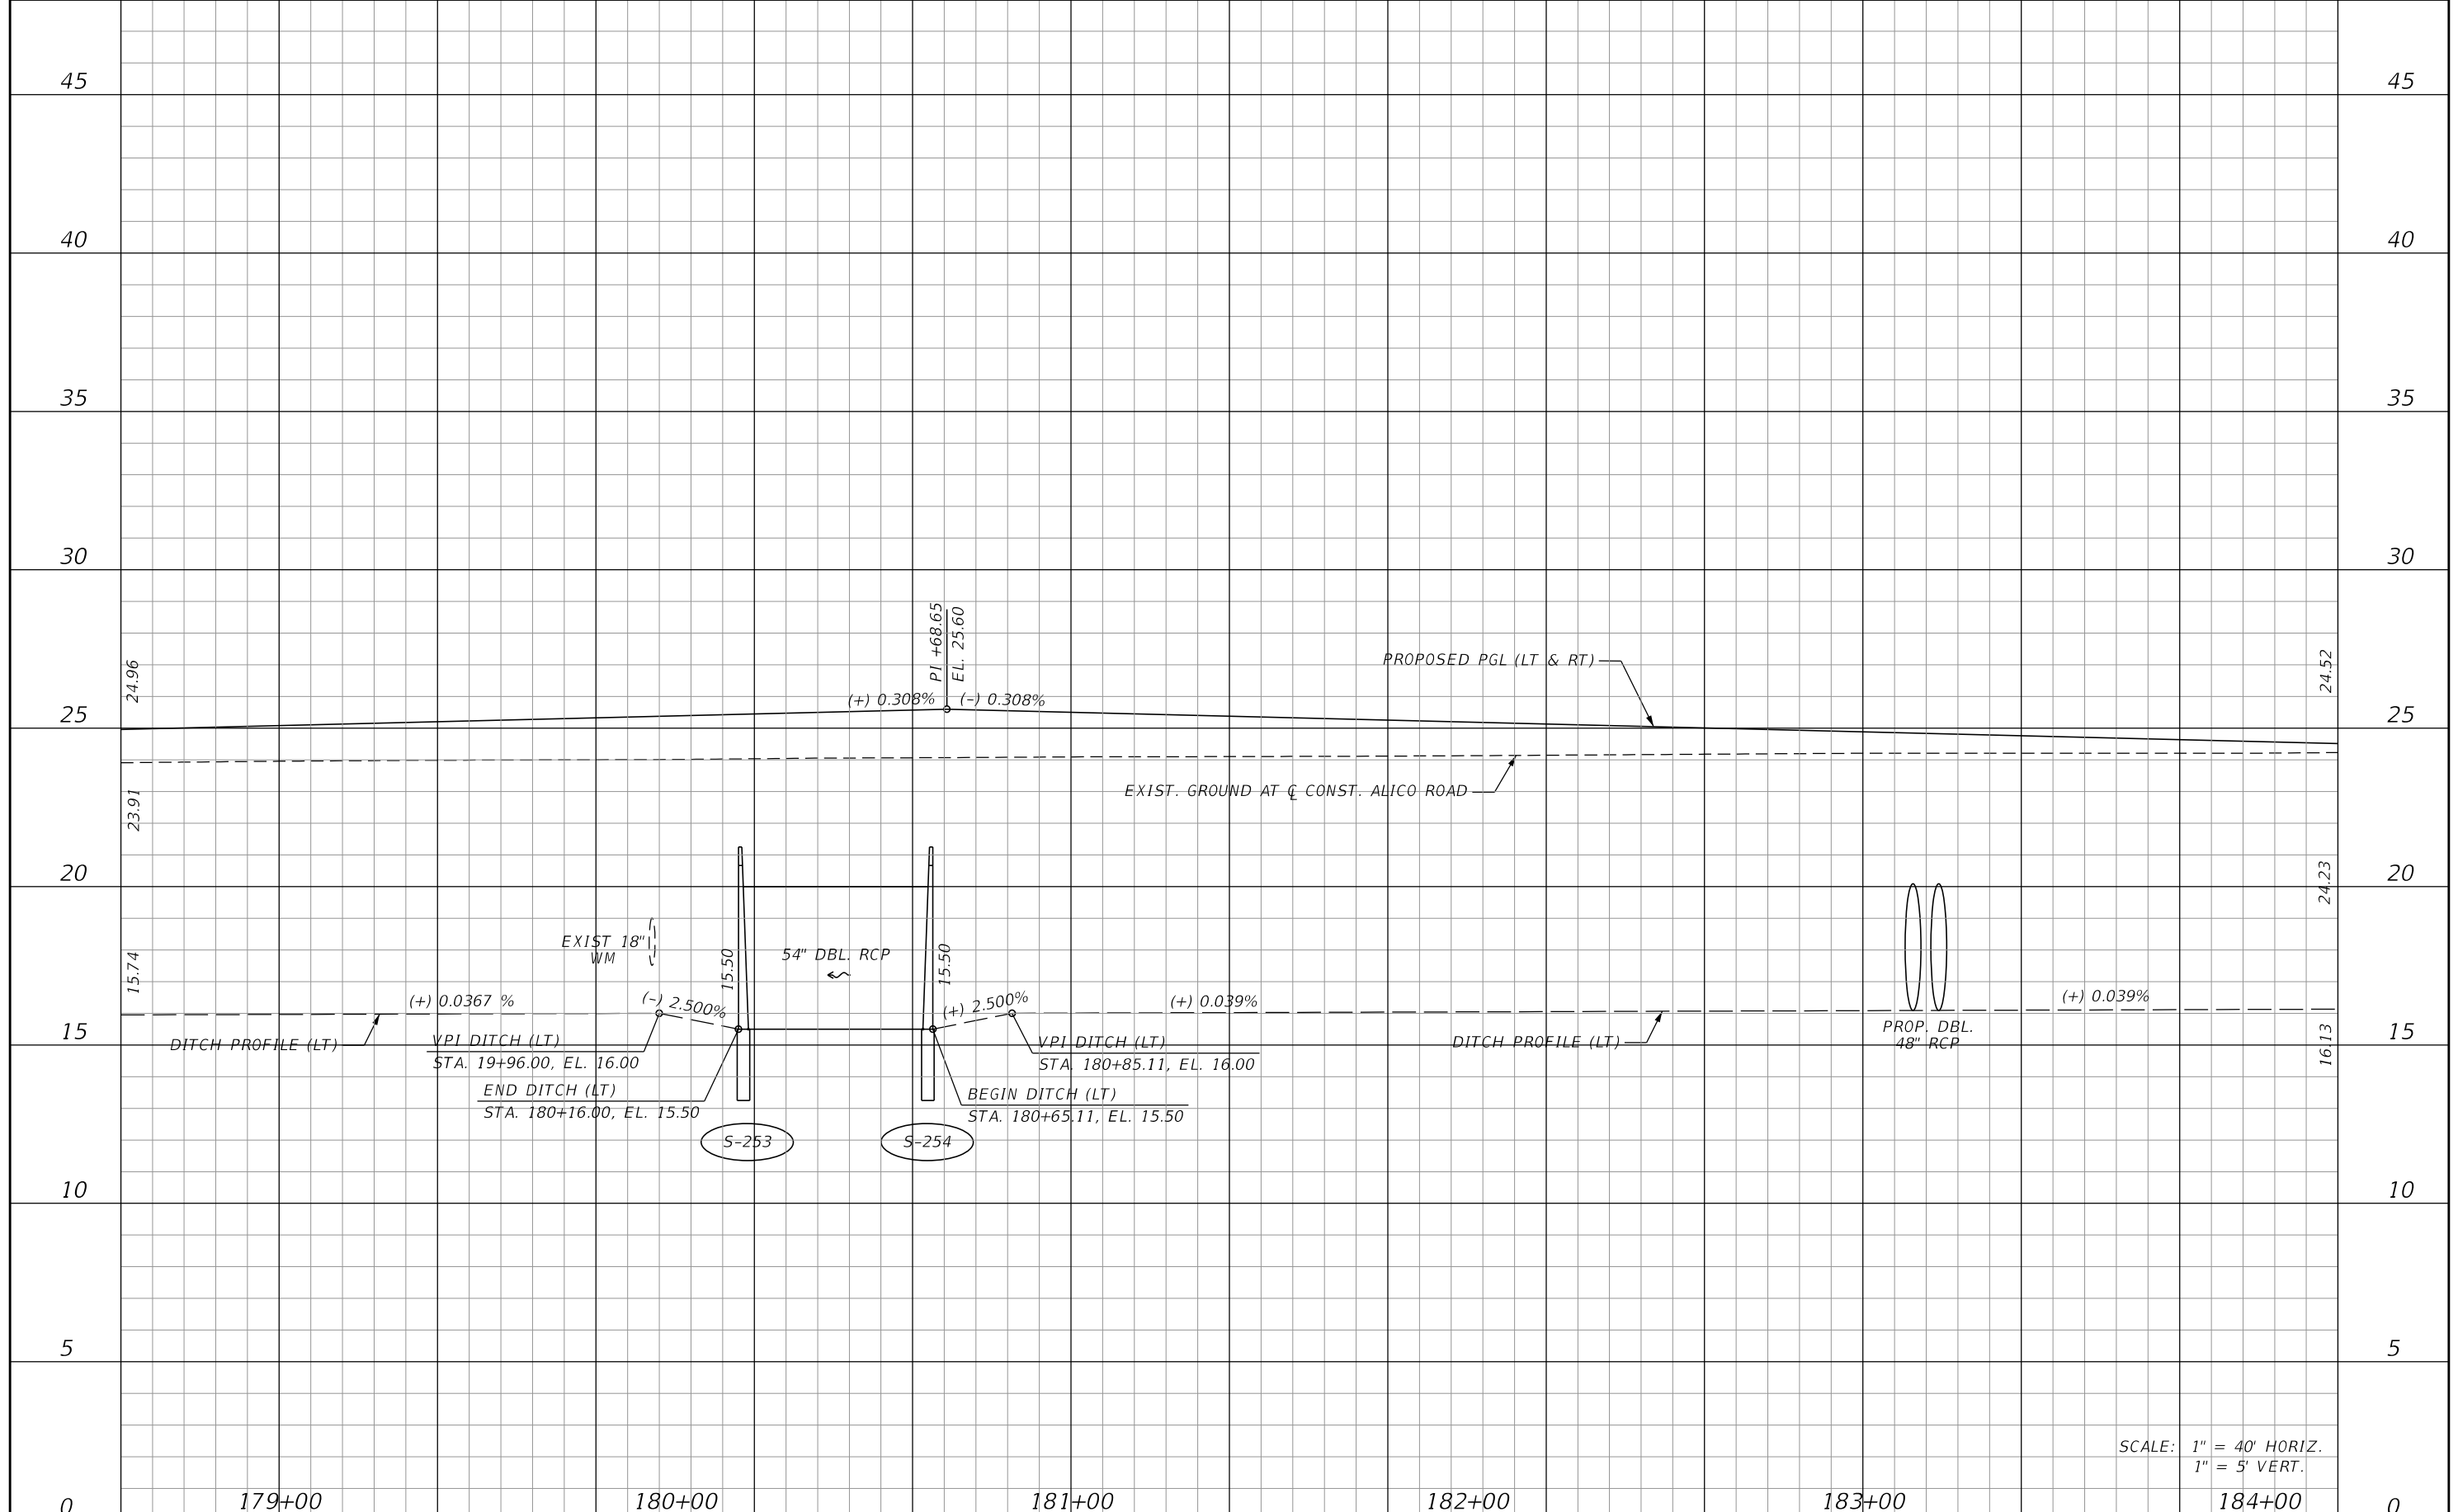 45
45
40
40
35
35
30
30
PI +68.65
EL. 25.60
24.96
24.52
PROPOSED PGL (LT & RT)
(+) 0.308%
(-) 0.308%
25
25
23.91
EXIST. GROUND AT ℄ CONST. ALICO ROAD
20
20
24.23
EXIST 18"
WM
54" DBL. RCP
15.50
15.50
15.74
(+) 0.0367 %
(-) 2.500%
(+) 2.500%
(+) 0.039%
(+) 0.039%
15
15
DITCH PROFILE (LT)
VPI DITCH (LT)
STA. 19+96.00, EL. 16.00
VPI DITCH (LT)
STA. 180+85.11, EL. 16.00
DITCH PROFILE (LT)
PROP. DBL.
48" RCP
16.13
END DITCH (LT)
STA. 180+16.00, EL. 15.50
BEGIN DITCH (LT)
STA. 180+65.11, EL. 15.50
S-253
S-254
10
10
5
5
SCALE: 1" = 40' HORIZ.
1" = 5' VERT.
0
179+00
180+00
181+00
182+00
183+00
184+00
0